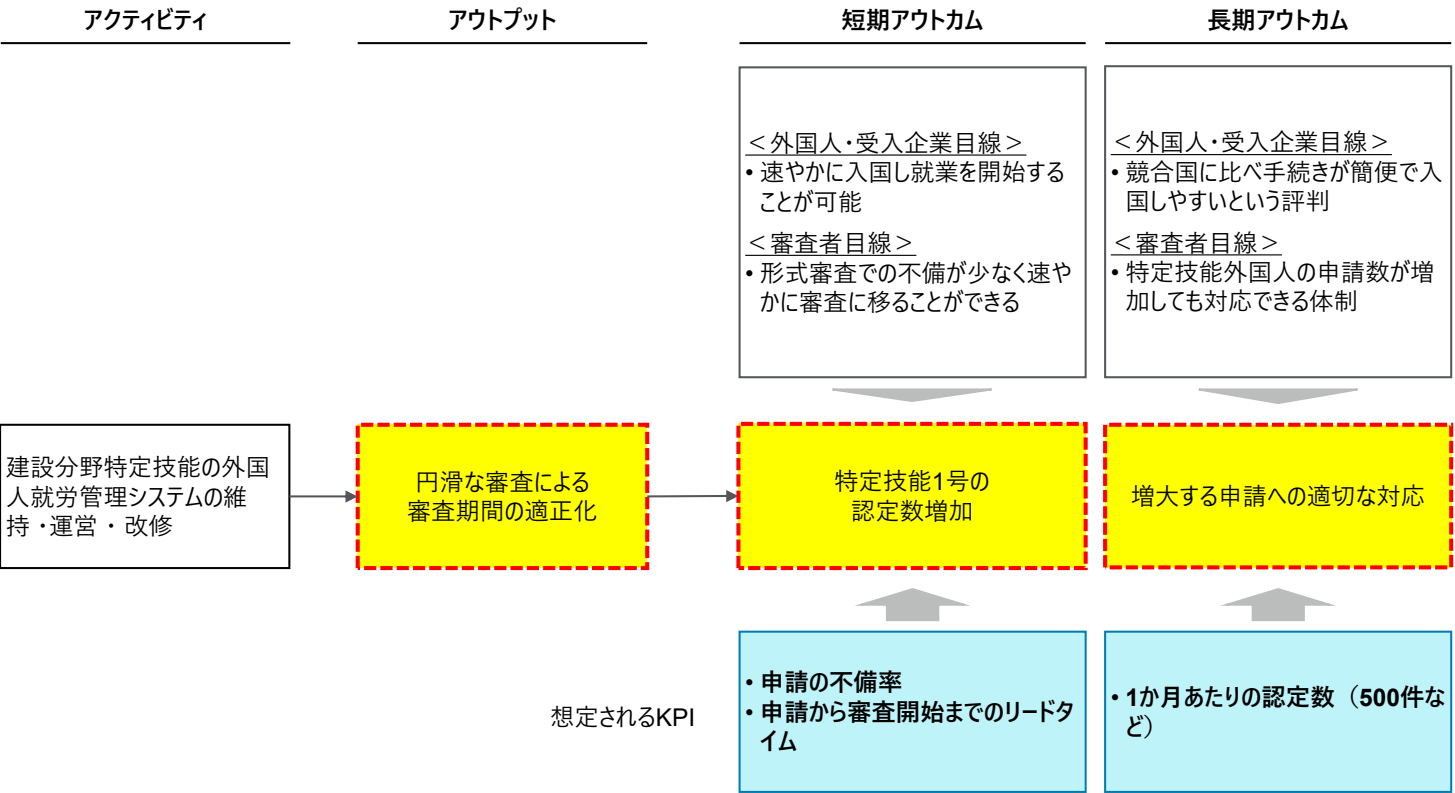 アクティビティ
アウトプット
短期アウトカム
長期アウトカム
＜外国人・受入企業目線＞
• 速やかに入国し就業を開始する
ことが可能
＜審査者目線＞
• 形式審査での不備が少なく速や
かに審査に移ることができる
＜外国人・受入企業目線＞
• 競合国に比べ手続きが簡便で入
国しやすいという評判
＜審査者目線＞
• 特定技能外国人の申請数が増
加しても対応できる体制
建設分野特定技能の外国
人就労管理システムの維
持・運営・改修
円滑な審査による
審査期間の適正化
特定技能1号の
認定数増加
増大する申請への適切な対応
想定されるKPI
• 申請の不備率
• 申請から審査開始までのリードタ
イム
• 1か月あたりの認定数（500件な
ど）